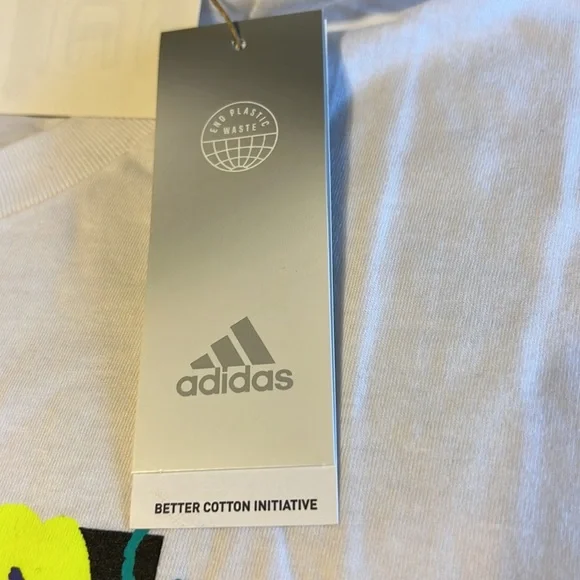 END PLASTIC
WASTE
adidas
BETTER COTTON INITIATIVE